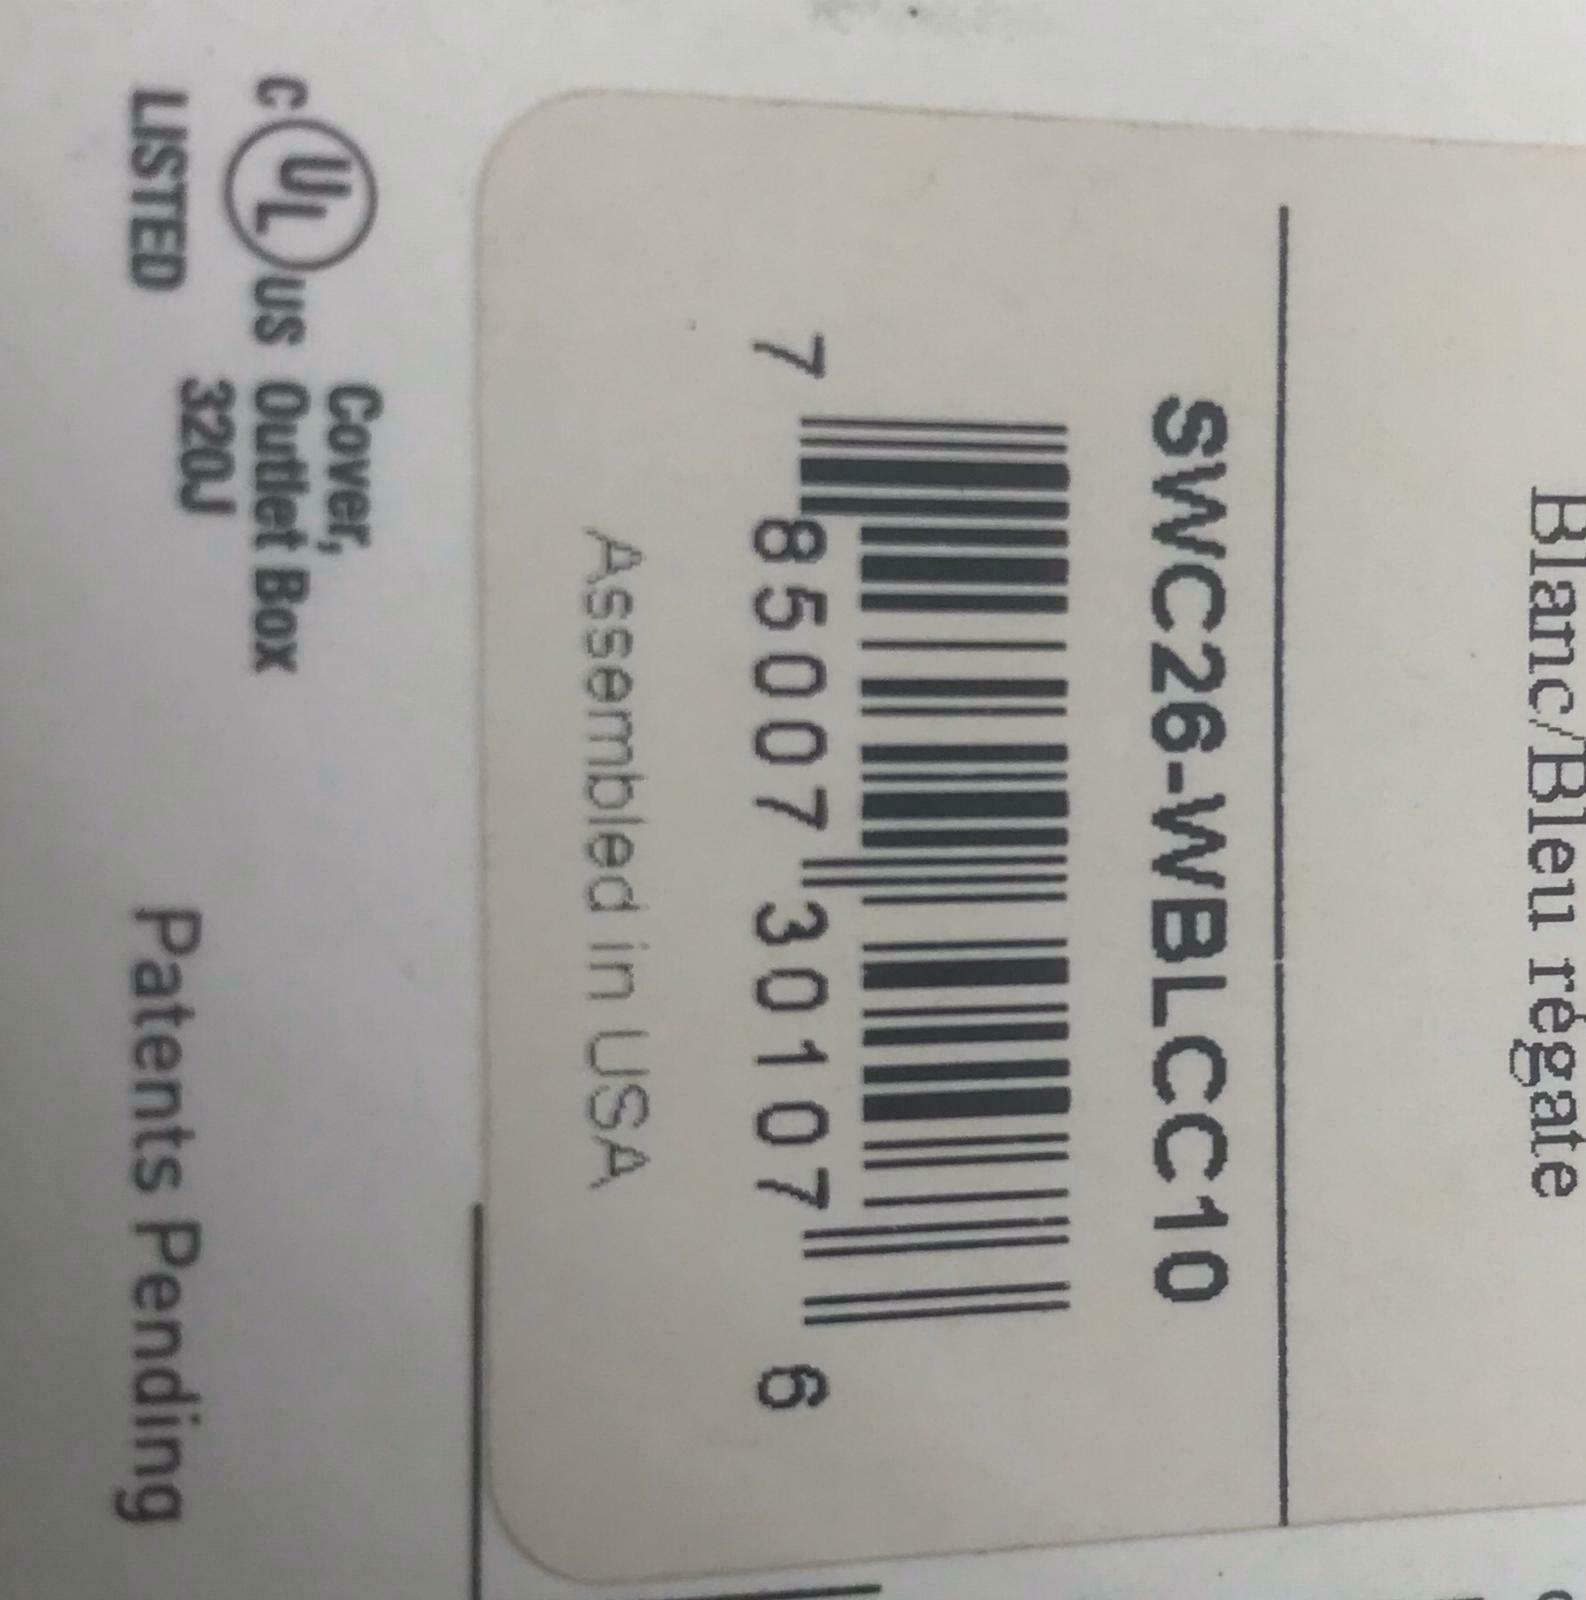 Blanc/Bleu régate
SWC26-WBLCC10
7 85007 30107 6
Assembled in USA
c UL US
LISTED
Cover,
Outlet Box
320J
Patents Pending